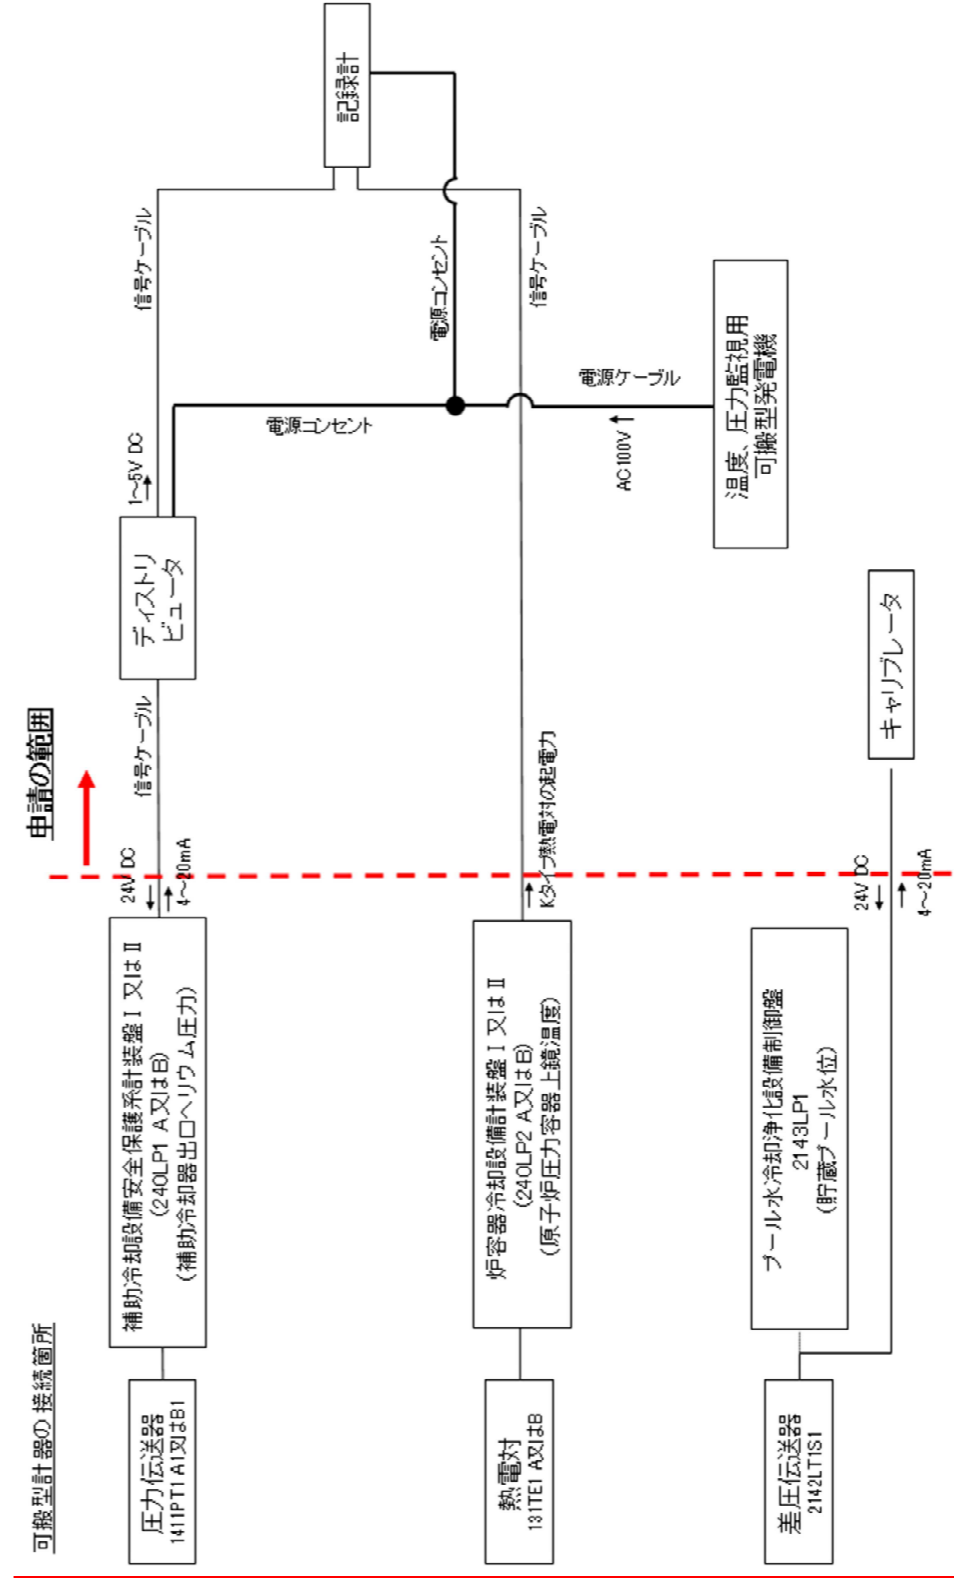 可搬型計器の接続箇所
申請の範囲
圧力伝送器
1411PT1 A1又はB1
補助冷却設備安全保護系計装盤Ⅰ又はⅡ
(240LP1 A又はB)
(補助冷却器出口ヘリウム圧力)
24V DC
4～20mA
信号ケーブル
ディストリ
ビュータ
1～5V DC
信号ケーブル
電源コンセント
記録計
電源コンセント
熱電対
131TE1 A又はB
炉容器冷却設備計装盤Ⅰ又はⅡ
(240LP2 A又はB)
(原子炉圧力容器上鏡温度)
Kタイプ熱電対の起電力
信号ケーブル
AC100V
電源ケーブル
温度、圧力監視用
可搬型発電機
差圧伝送器
2142LT1S1
プール水冷却浄化設備制御盤
2143LP1
(貯蔵プール水位)
24V DC
4～20mA
キャリブレータ